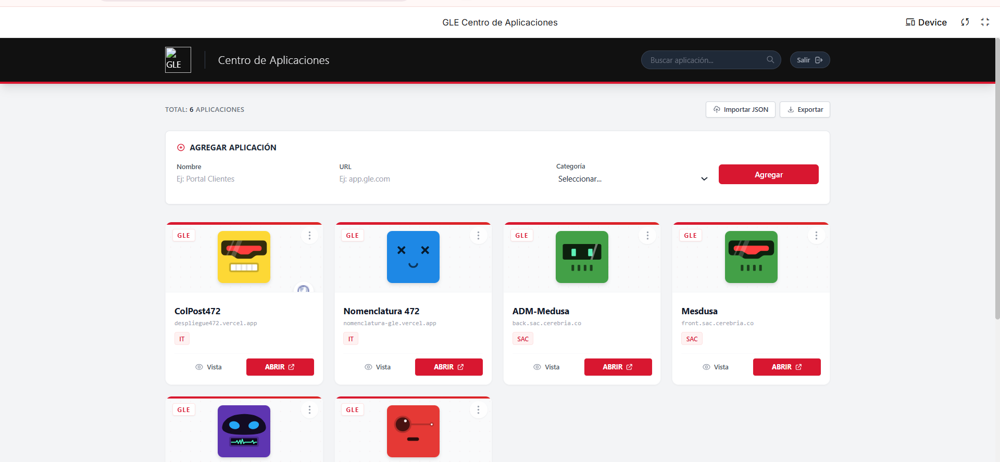 GLE Centro de Aplicaciones
Device
GLE
Centro de Aplicaciones
Buscar aplicación...
Salir
TOTAL: 6 APLICACIONES
Importar JSON
Exportar
AGREGAR APLICACIÓN
Nombre
Ej: Portal Clientes
URL
Ej: app.gle.com
Categoría
Seleccionar...
Agregar
GLE
ColPost472
despliegue472.vercel.app
IT
Vista
ABRIR
GLE
Nomenclatura 472
nomenclatura-gle.vercel.app
IT
Vista
ABRIR
GLE
ADM-Medusa
back.sac.cerebria.co
SAC
Vista
ABRIR
GLE
Mesdusa
front.sac.cerebria.co
SAC
Vista
ABRIR
GLE
GLE